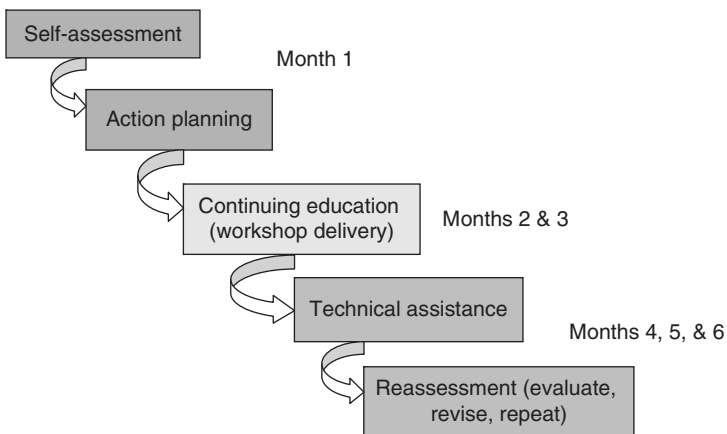 Self-assessment
Month 1
Action planning
Continuing education
(workshop delivery)
Months 2 & 3
Technical assistance
Months 4, 5, & 6
Reassessment (evaluate,
revise, repeat)